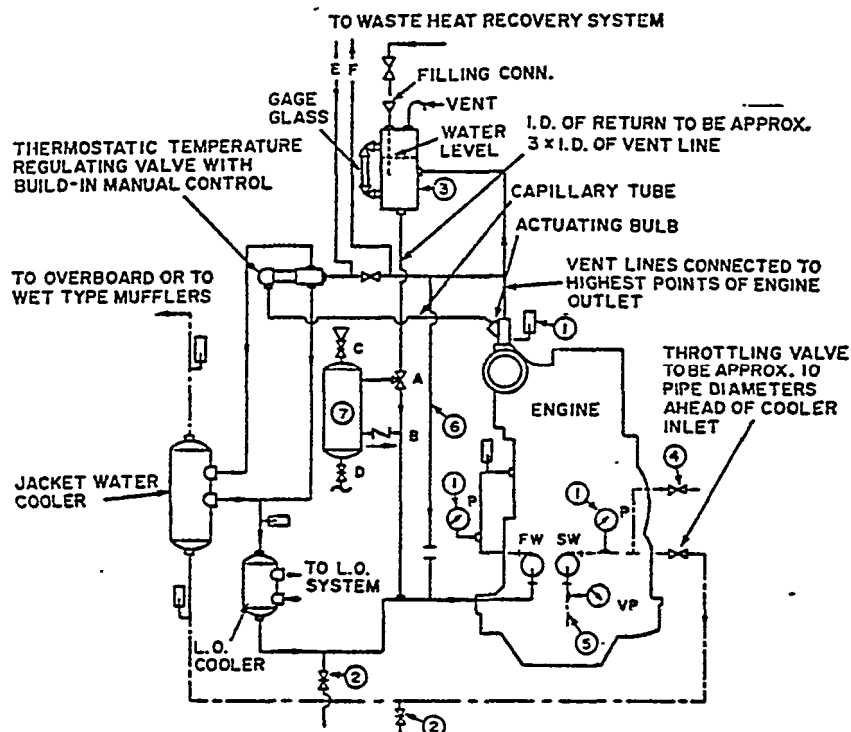 TO WASTE HEAT RECOVERY SYSTEM
E F
FILLING CONN.
GAGE
GLASS
VENT
WATER
LEVEL
I.D. OF RETURN TO BE APPROX.
3 x I.D. OF VENT LINE
THERMOSTATIC TEMPERATURE
REGULATING VALVE WITH
BUILD-IN MANUAL CONTROL
3
CAPILLARY TUBE
ACTUATING BULB
TO OVERBOARD OR TO
WET TYPE MUFFLERS
VENT LINES CONNECTED TO
HIGHEST POINTS OF ENGINE
OUTLET
1
C
A
7
B
D
6
ENGINE
THROTTLING VALVE
TO BE APPROX. 10
PIPE DIAMETERS
AHEAD OF COOLER
INLET
JACKET WATER
COOLER
4
1
P
1
P
FW
SW
TO L.O.
SYSTEM
VP
5
L.O.
COOLER
2
2